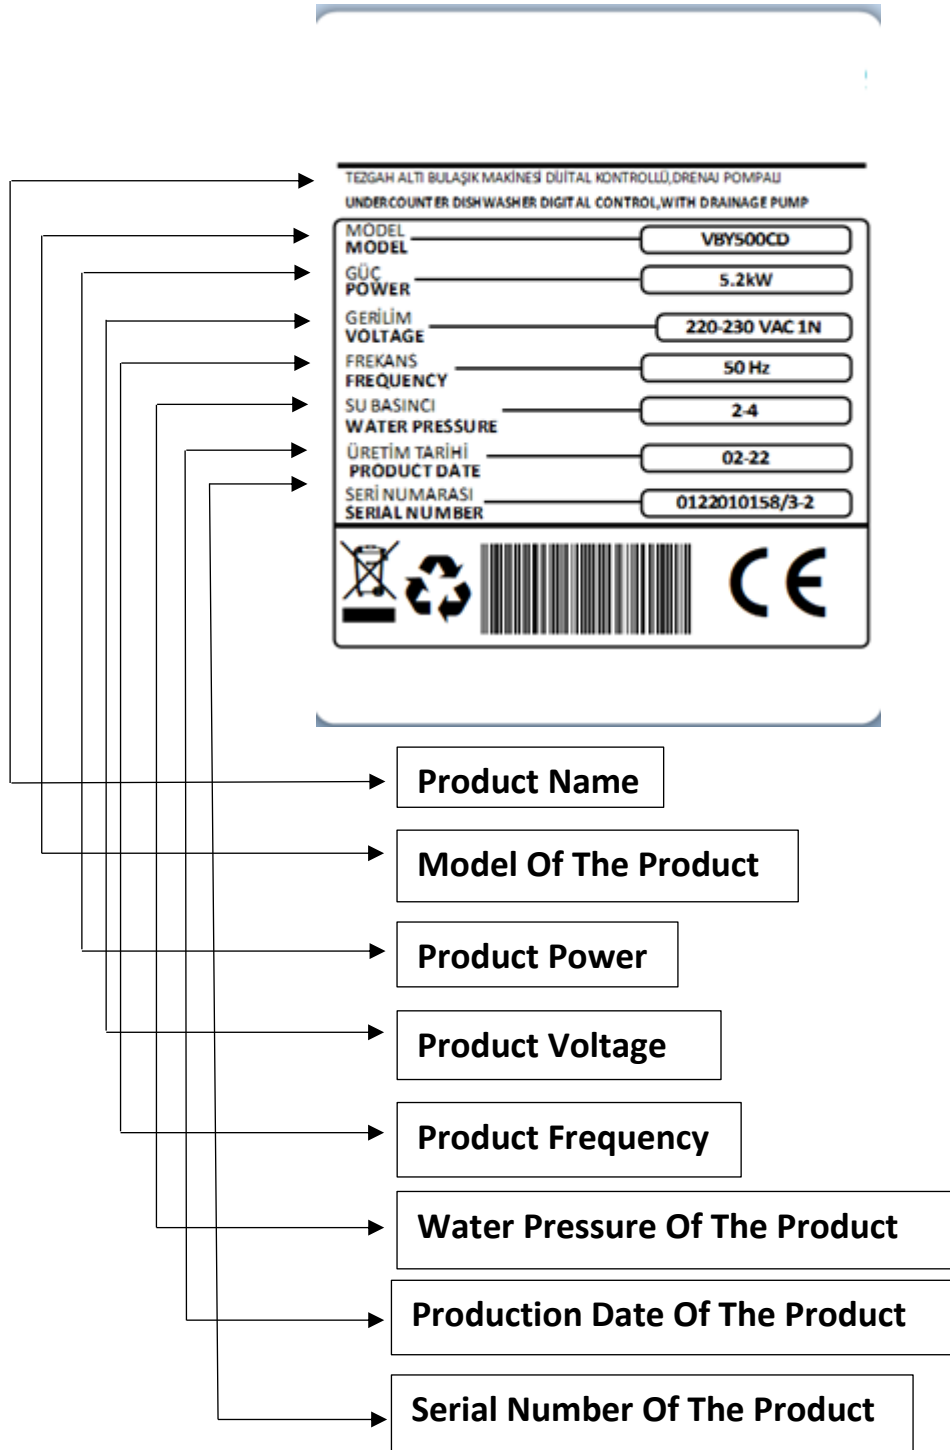 TEZGAH ALTI BULAŞIK MAKİNESİ DİJİTAL KONTROLLÜ,DRENAJ POMPALI
UNDERCOUNTER DISHWASHER DIGITAL CONTROL,WITH DRAINAGE PUMP
MODEL
MODEL
VBY500CD
GÜÇ
POWER
5.2kW
GERİLİM
VOLTAGE
220-230 VAC 1N
FREKANS
FREQUENCY
50 Hz
SU BASINCI
WATER PRESSURE
2-4
ÜRETİM TARİHİ
PRODUCT DATE
02-22
SERİ NUMARASI
SERIAL NUMBER
0122010158/3-2
CE
Product Name
Model Of The Product
Product Power
Product Voltage
Product Frequency
Water Pressure Of The Product
Production Date Of The Product
Serial Number Of The Product